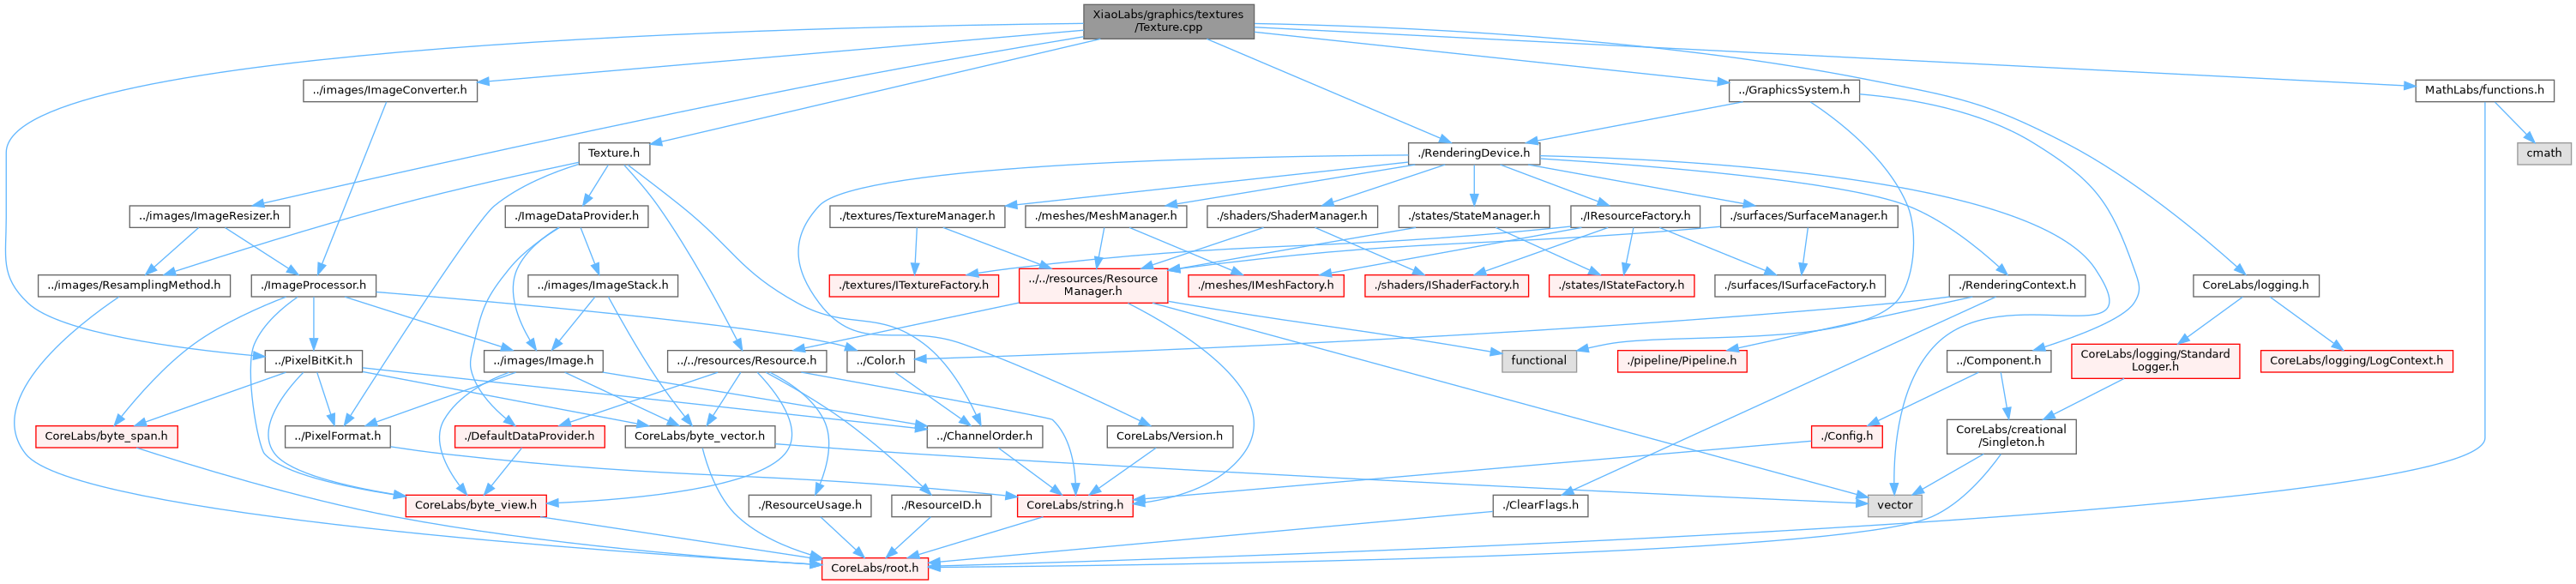 XiaoLabs/graphics/textures
/Texture.cpp
../images/ImageConverter.h
../GraphicsSystem.h
MathLabs/functions.h
Texture.h
./RenderingDevice.h
cmath
../images/ImageResizer.h
./ImageDataProvider.h
./textures/TextureManager.h
./meshes/MeshManager.h
./shaders/ShaderManager.h
./states/StateManager.h
./IResourceFactory.h
./surfaces/SurfaceManager.h
../images/ResamplingMethod.h
./ImageProcessor.h
../images/ImageStack.h
./textures/ITextureFactory.h
../../resources/Resource
Manager.h
./meshes/IMeshFactory.h
./shaders/IShaderFactory.h
./states/IStateFactory.h
./surfaces/ISurfaceFactory.h
./RenderingContext.h
CoreLabs/logging.h
../PixelBitKit.h
../images/Image.h
../../resources/Resource.h
../Color.h
functional
./pipeline/Pipeline.h
../Component.h
CoreLabs/logging/Standard
Logger.h
CoreLabs/logging/LogContext.h
CoreLabs/byte_span.h
../PixelFormat.h
./DefaultDataProvider.h
CoreLabs/byte_vector.h
../ChannelOrder.h
CoreLabs/Version.h
./Config.h
CoreLabs/creational
/Singleton.h
CoreLabs/byte_view.h
./ResourceUsage.h
./ResourceID.h
CoreLabs/string.h
./ClearFlags.h
vector
CoreLabs/root.h